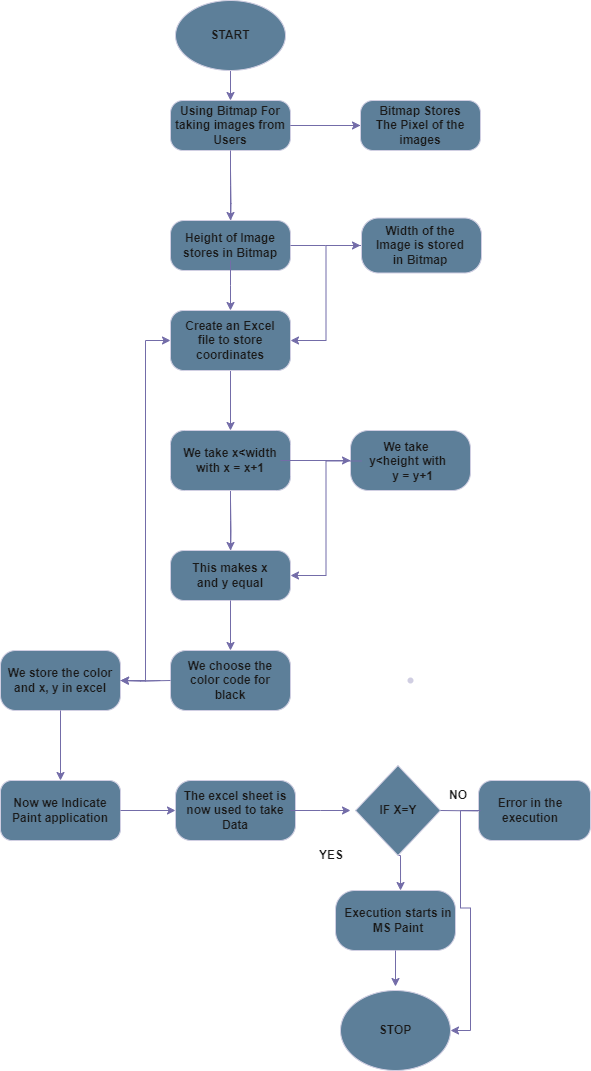 START
Using Bitmap For
taking images from
Users
Bitmap Stores
The Pixel of the
images
Height of Image
stores in Bitmap
Width of the
Image is stored
in Bitmap
Create an Excel
file to store
coordinates
We take x<width
with x = x+1
We take
y<height with
y = y+1
This makes x
and y equal
We store the color
and x, y in excel
We choose the
color code for
black
Now we Indicate
Paint application
The excel sheet is
now used to take
Data
IF X=Y
NO
Error in the
execution
YES
Execution starts in
MS Paint
STOP